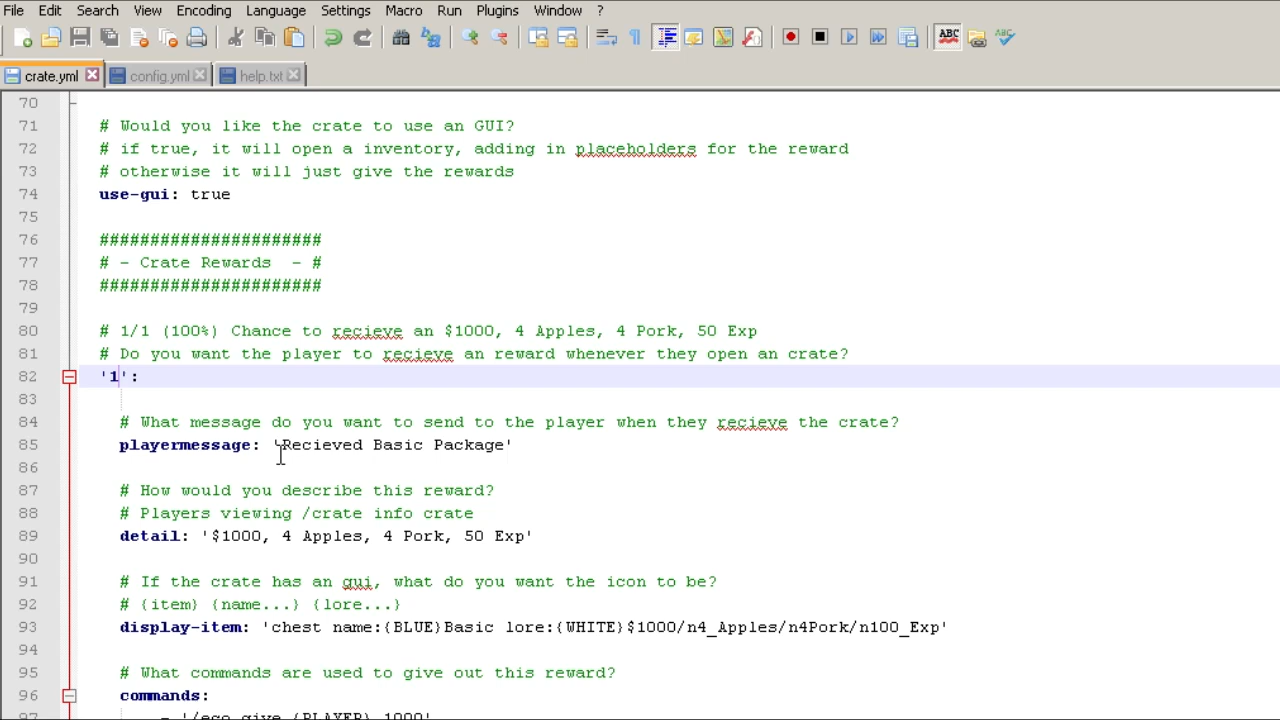 File Edit Search View Encoding Language Settings Macro Run Plugins Window ?
ABC ABC
crate.yml config.yml help.txt
70
71 # Would you like the crate to use an GUI?
72 # if true, it will open a inventory, adding in placeholders for the reward
73 # otherwise it will just give the rewards
74 use-gui: true
75
76 ######################
77 # - Crate Rewards  - #
78 ######################
79
80 # 1/1 (100%) Chance to recieve an $1000, 4 Apples, 4 Pork, 50 Exp
81 # Do you want the player to recieve an reward whenever they open an crate?
82 '1':
83
84 # What message do you want to send to the player when they recieve the crate?
85 playermessage: 'Recieved Basic Package'
86
87 # How would you describe this reward?
88 # Players viewing /crate info crate
89 detail: '$1000, 4 Apples, 4 Pork, 50 Exp'
90
91 # If the crate has an gui, what do you want the icon to be?
92 # {item} {name...} {lore...}
93 display-item: 'chest name:{BLUE}Basic lore:{WHITE}$1000/n4_Apples/n4Pork/n100_Exp'
94
95 # What commands are used to give out this reward?
96 commands:
97 - '/eco give {PLAYER} 1000'